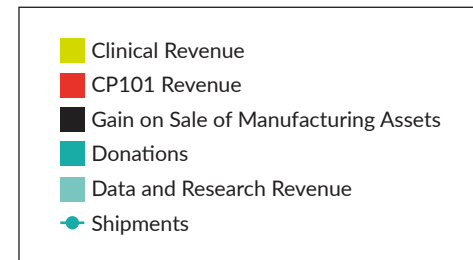 Clinical Revenue
CP101 Revenue
Gain on Sale of Manufacturing Assets
Donations
Data and Research Revenue
Shipments